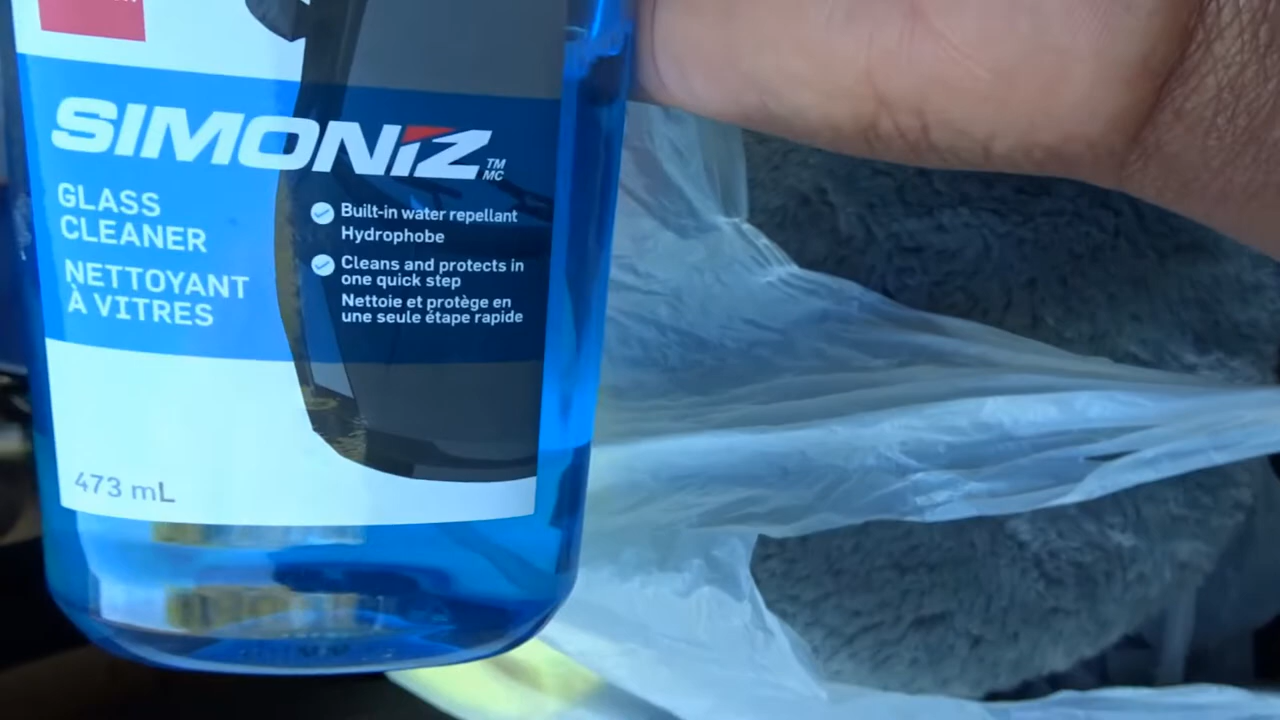 SIMONIZ
TM
MC
GLASS
CLEANER
NETTOYANT
À VITRES
Built-in water repellant
Hydrophobe
Cleans and protects in
one quick step
Nettoie et protège en
une seule étape rapide
473 mL